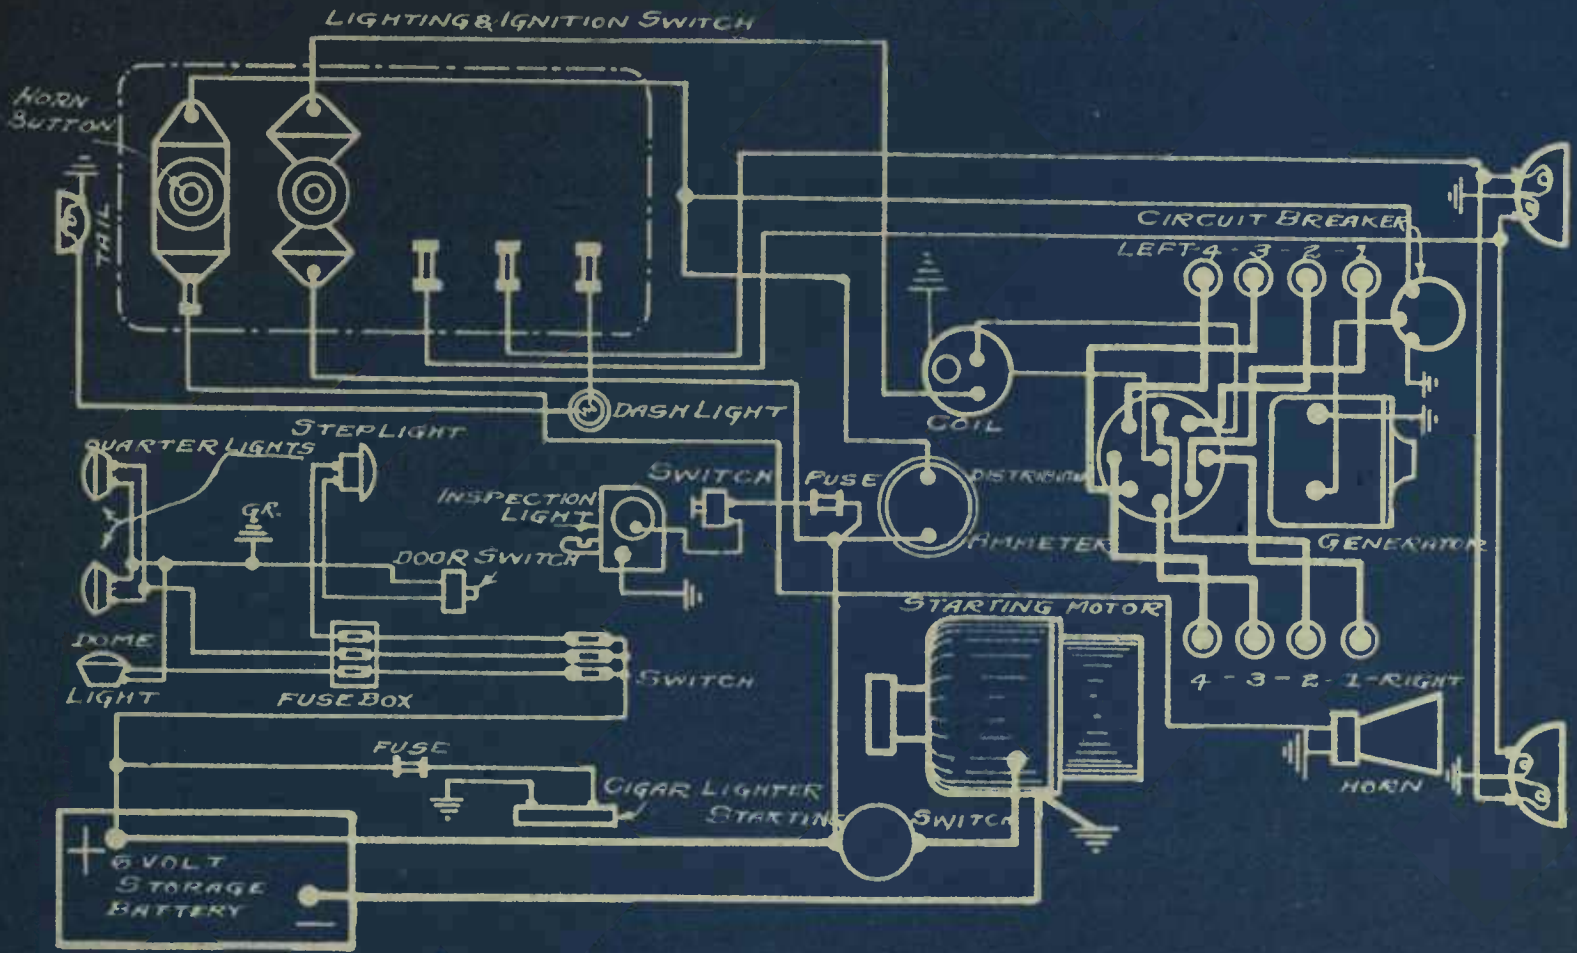 LIGHTING & IGNITION SWITCH
HORN
BUTTON
TAIL
CIRCUIT BREAKER
LEFT-4-3-2-1
DASH LIGHT
COIL
STEPLIGHT
QUARTER LIGHTS
SWITCH
FUSE
INSPECTION
LIGHT
GR.
DOOR SWITCH
AMMETER
GENERATOR
STARTING MOTOR
DOME
LIGHT
FUSE BOX
SWITCH
4-3-2-1-RIGHT
FUSE
CIGAR LIGHTER
HORN
STARTING SWITCH
+ 6 VOLT
STORAGE
BATTERY
—